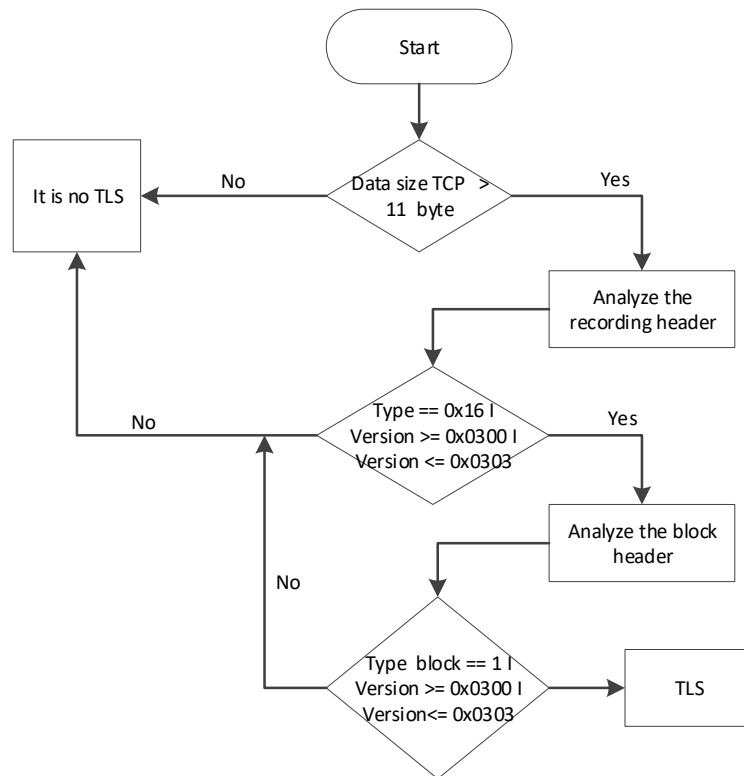 Start
It is no TLS
No
Data size TCP >
11 byte
Yes
Analyze the
recording header
No
Type == 0x16 I
Version >= 0x0300 I
Version <= 0x0303
Yes
Analyze the block
header
No
Type block == 1 I
Version >= 0x0300 I
Version<= 0x0303
TLS